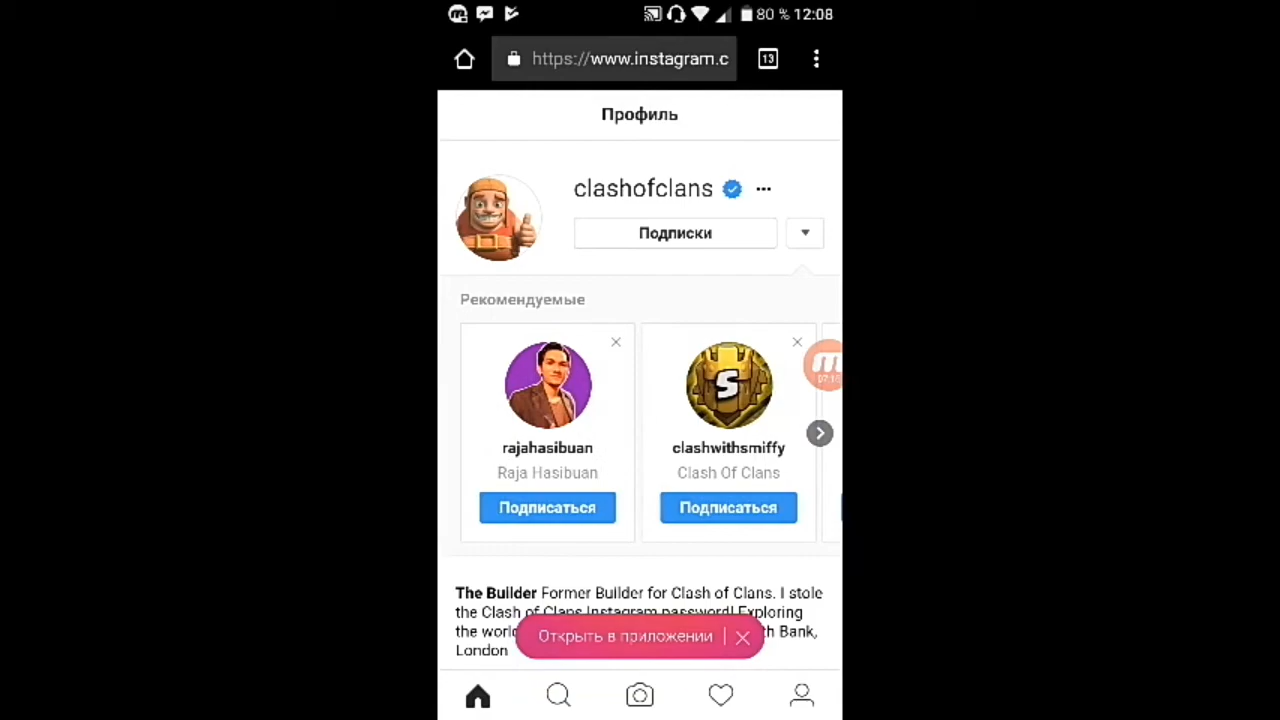 80 % 12:08
https://www.instagram.c
13
Профиль
clashofclans
Подписки
Рекомендуемые
S
rajahasibuan
clashwithsmiffy
Raja Hasibuan
Clash Of Clans
Подписаться
Подписаться
The Builder Former Builder for Clash of Clans. I stole
the Clash of Clans Instagram password! Exploring
the th Bank,
London
Открыть в приложении